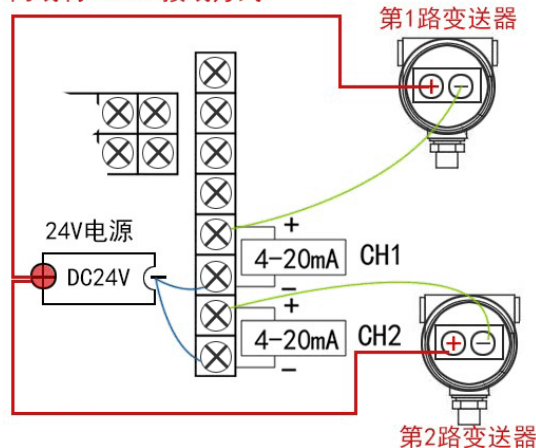 第1路变送器
+ −
24V电源
DC24V −
+
4-20mA CH1
−
+
4-20mA CH2
−
+ −
第2路变送器